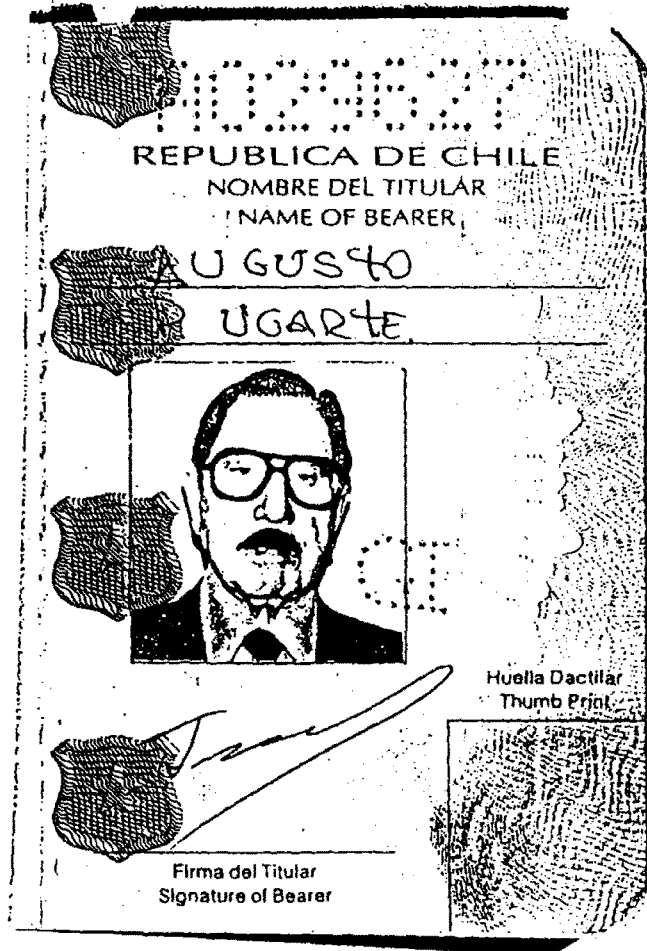 3
REPUBLICA DE CHILE
NOMBRE DEL TITULAR
NAME OF BEARER
AUGUSTO
P UGARTE
Huella Dactilar
Thumb Print
Firma del Titular
Signature of Bearer